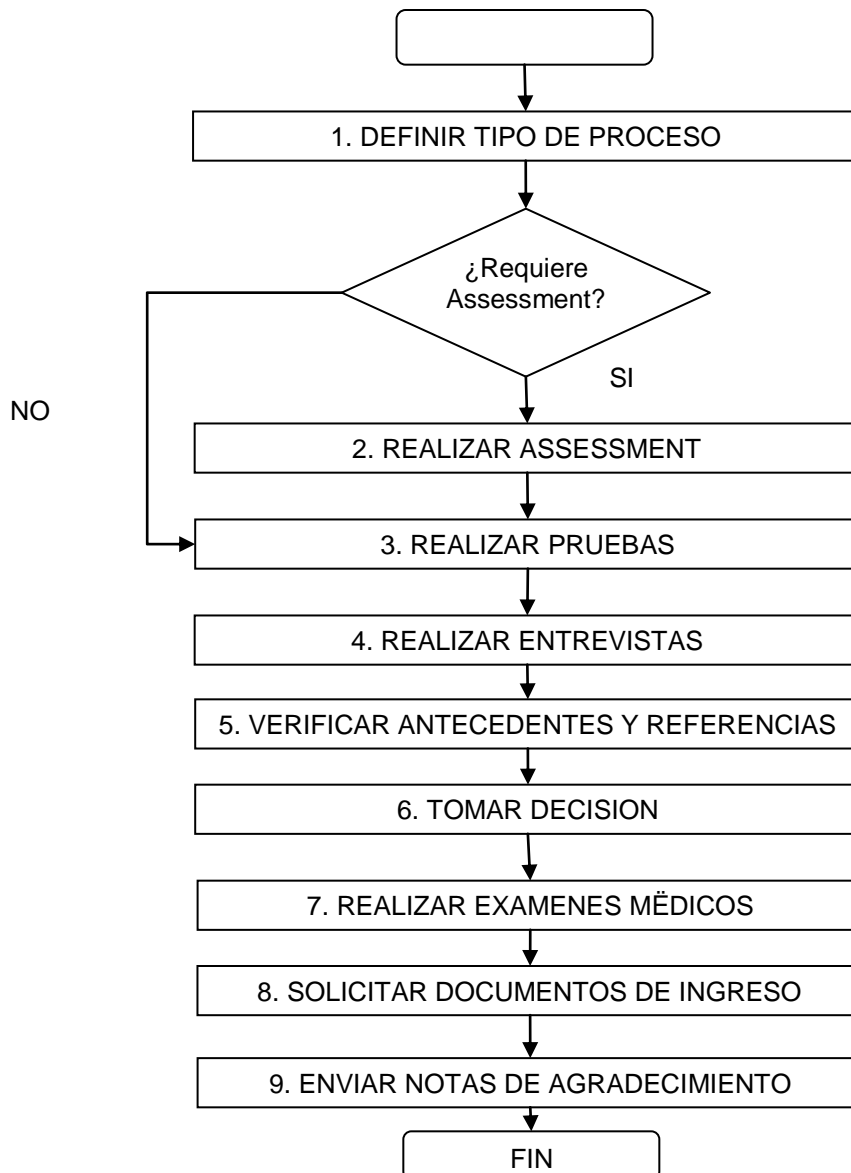 1. DEFINIR TIPO DE PROCESO
¿Requiere
Assessment?
SI
NO
2. REALIZAR ASSESSMENT
3. REALIZAR PRUEBAS
4. REALIZAR ENTREVISTAS
5. VERIFICAR ANTECEDENTES Y REFERENCIAS
6. TOMAR DECISION
7. REALIZAR EXAMENES MËDICOS
8. SOLICITAR DOCUMENTOS DE INGRESO
9. ENVIAR NOTAS DE AGRADECIMIENTO
FIN